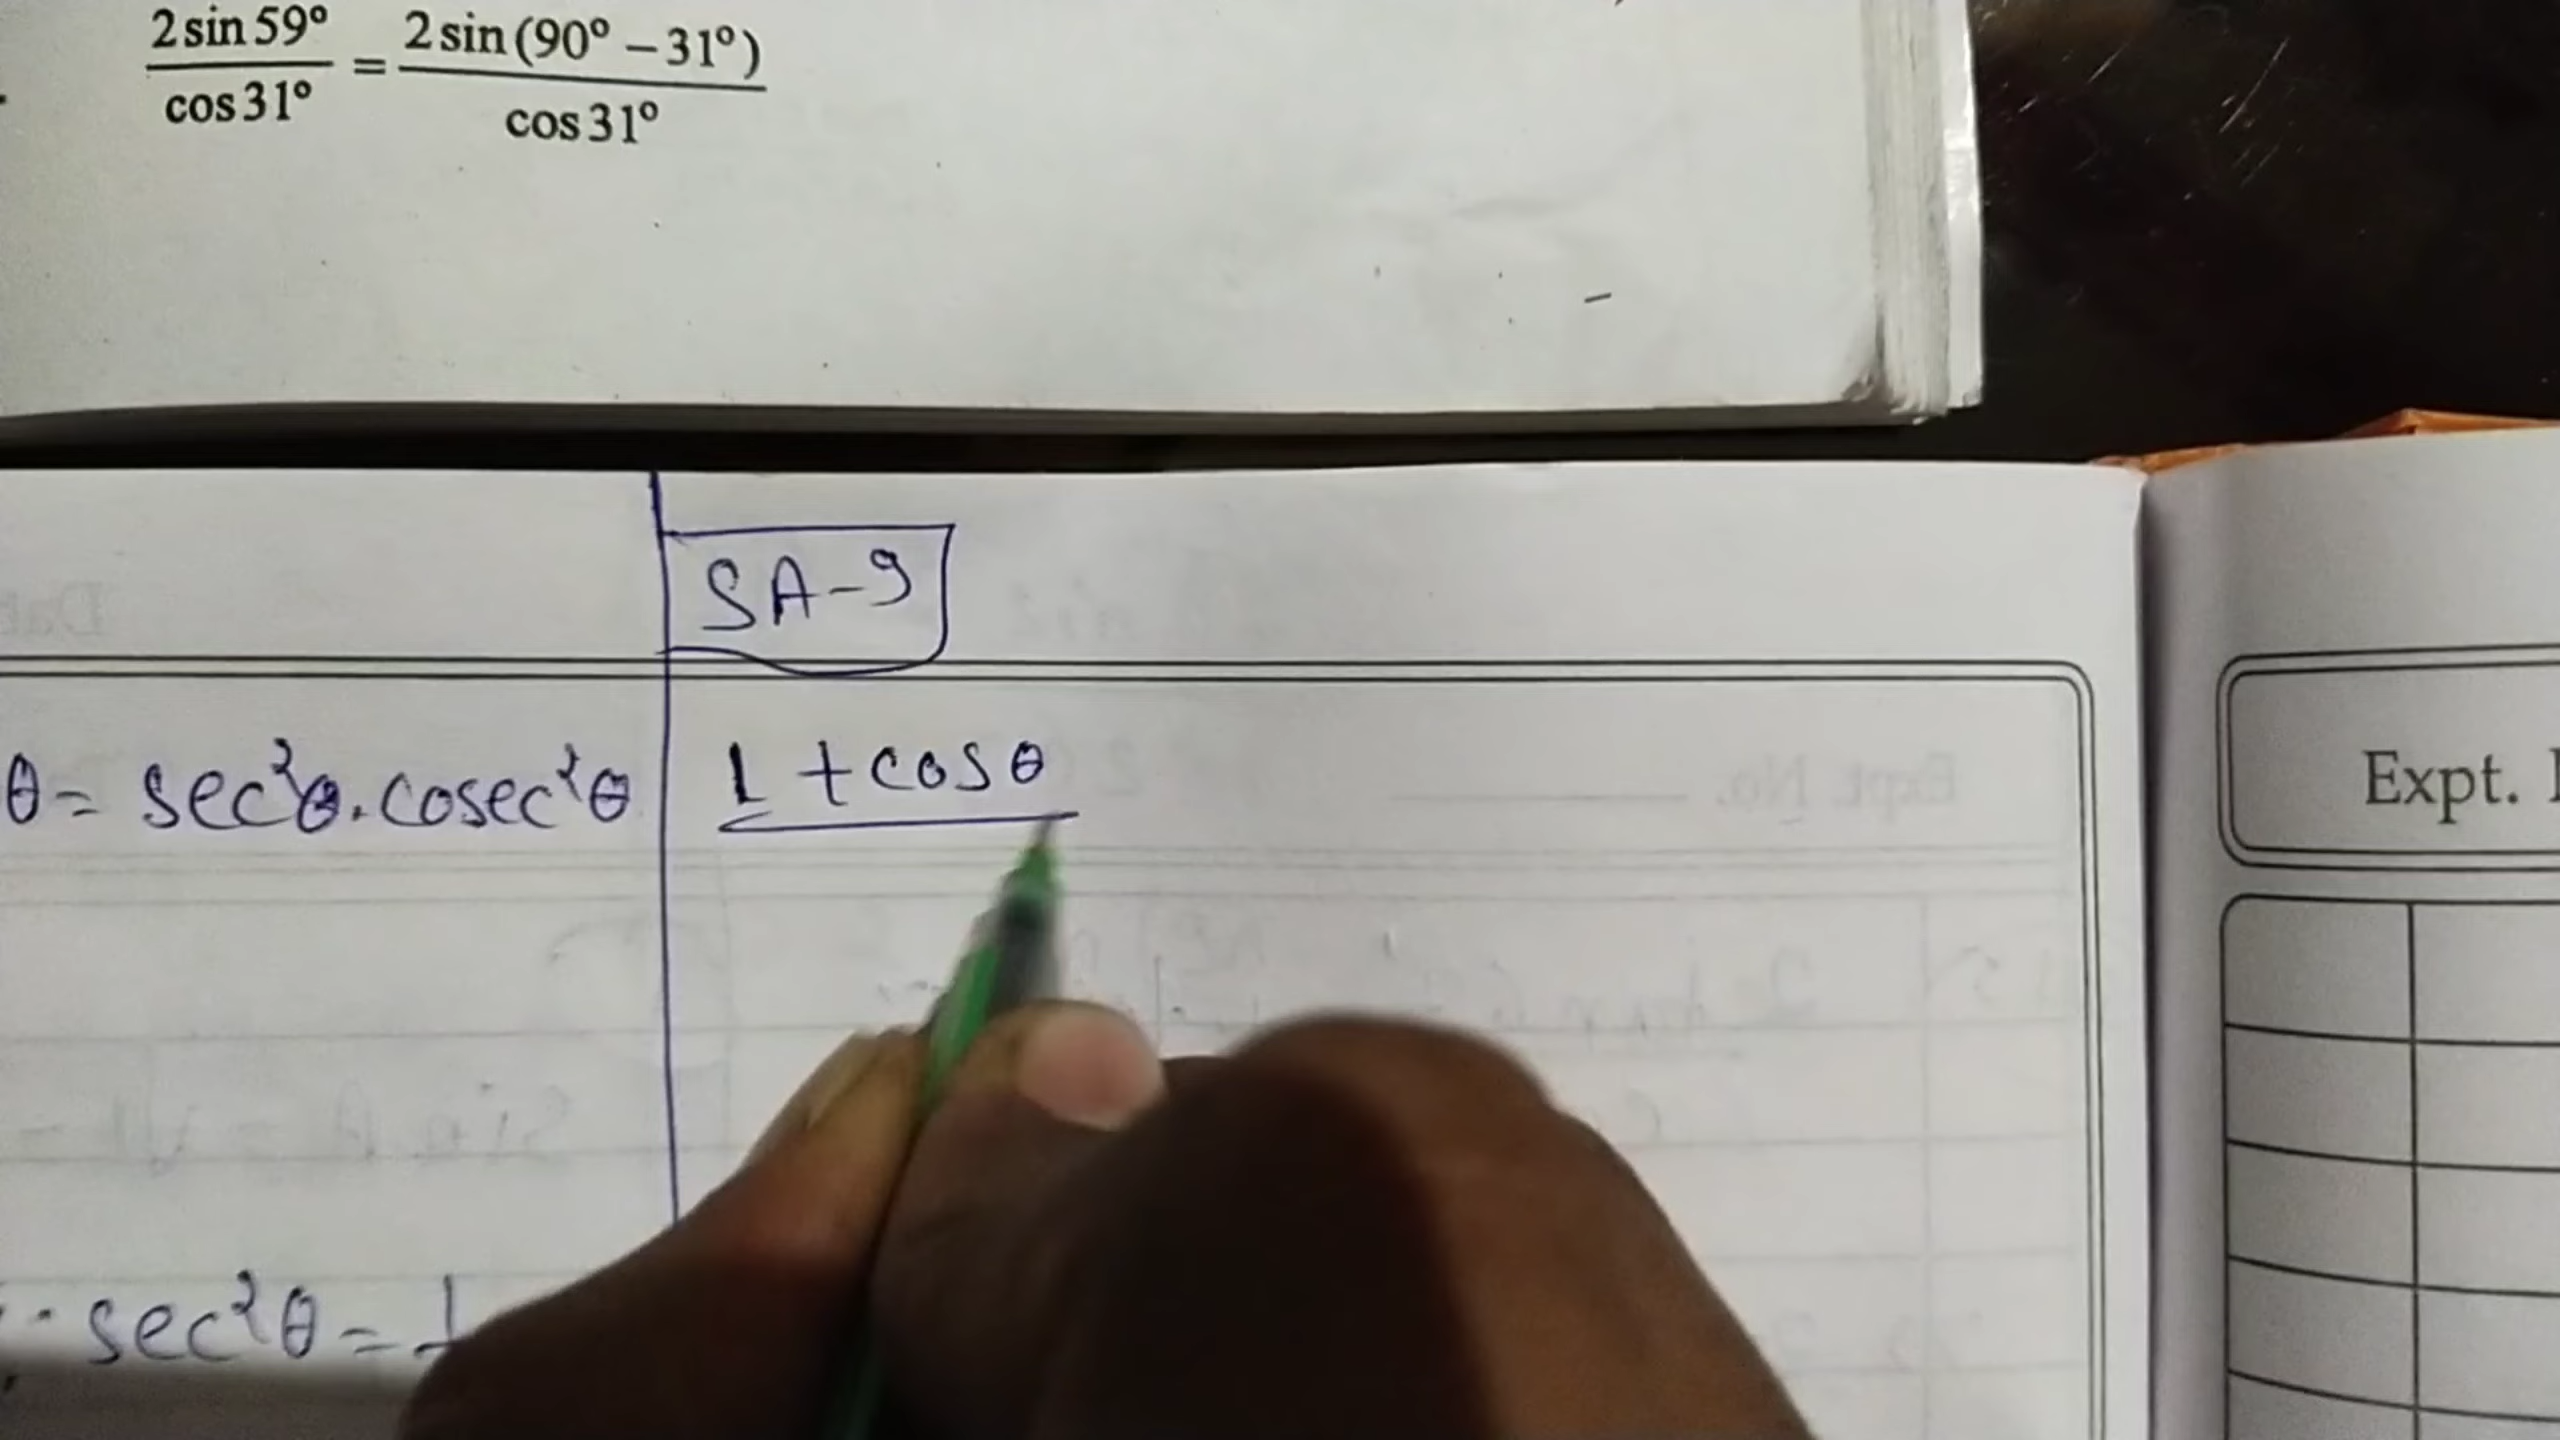 2 sin 59° / cos 31° = 2 sin (90° – 31°) / cos 31°
SA-9
θ = sec²θ . cosec²θ
1 + cosθ
Expt.
sec²θ = 1